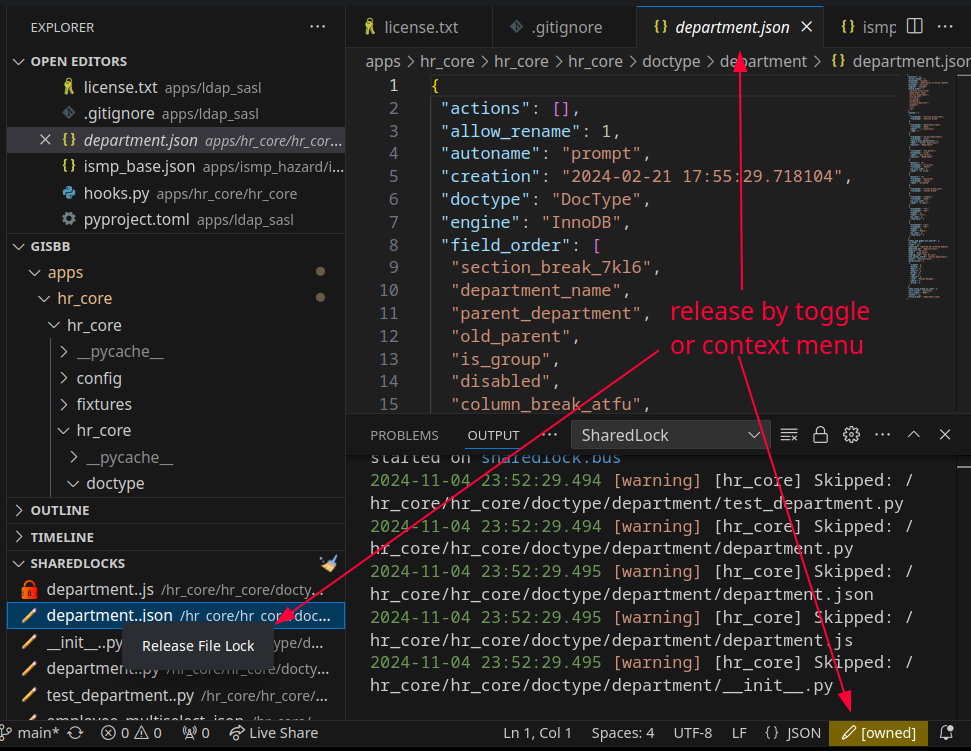 EXPLORER
OPEN EDITORS
license.txt apps/ldap_sasl
.gitignore apps/ldap_sasl
department.json apps/hr_core/hr_cor...
ismp_base.json apps/ismp_hazard/i...
hooks.py apps/hr_core/hr_core
pyproject.toml apps/ldap_sasl
GISBB
apps
hr_core
hr_core
__pycache__
config
fixtures
hr_core
__pycache__
doctype
OUTLINE
TIMELINE
SHAREDLOCKS
department..js /hr_core/hr_core/docty...
department..json /hr_core/hr_core/doc...
__init__..py
Release File Lock
ype/d...
department..py /hr_core/hr_core/docty...
test_department..py /hr_core/hr_core/...
employee_multiselect..json /hr_core/
license.txt
.gitignore
{} department.json
{} ismp
apps > hr_core > hr_core > hr_core > doctype > department > {} department.json
1 {
2 "actions": [],
3 "allow_rename": 1,
4 "autoname": "prompt",
5 "creation": "2024-02-21 17:55:29.718104",
6 "doctype": "DocType",
7 "engine": "InnoDB",
8 "field_order": [
9 "section_break_7kl6",
10 "department_name",
11 "parent_department",
12 "old_parent",
13 "is_group",
14 "disabled",
15 "column_break_atfu",
release by toggle
or context menu
PROBLEMS OUTPUT ... SharedLock
started on sharedlock.bus
2024-11-04 23:52:29.494 [warning] [hr_core] Skipped: /
hr_core/hr_core/doctype/department/test_department.py
2024-11-04 23:52:29.494 [warning] [hr_core] Skipped: /
hr_core/hr_core/doctype/department/department.py
2024-11-04 23:52:29.495 [warning] [hr_core] Skipped: /
hr_core/hr_core/doctype/department/department.json
2024-11-04 23:52:29.495 [warning] [hr_core] Skipped: /
hr_core/hr_core/doctype/department/department.js
2024-11-04 23:52:29.495 [warning] [hr_core] Skipped: /
hr_core/hr_core/doctype/department/__init__.py
main* 0 0 0 Live Share Ln 1, Col 1 Spaces: 4 UTF-8 LF {} JSON [owned]